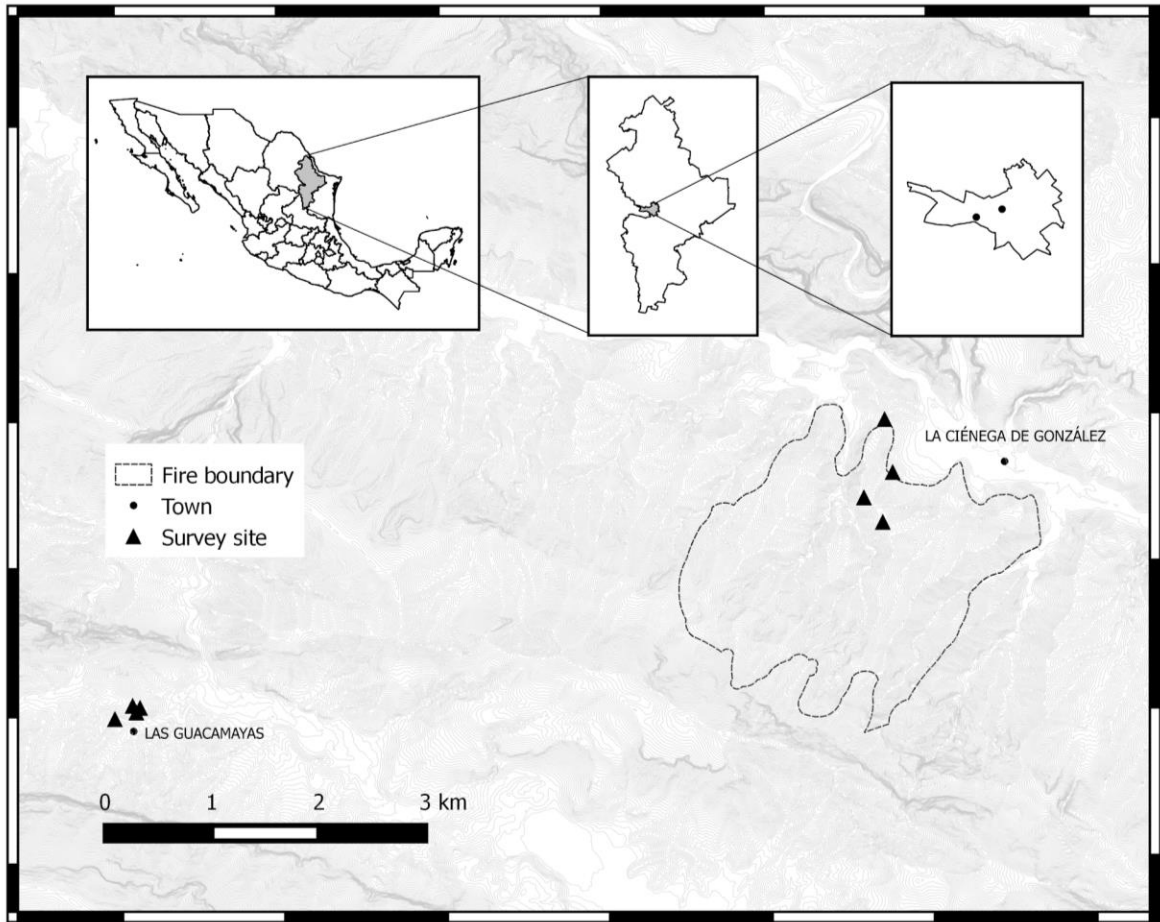 LA CIÉNEGA DE GONZÁLEZ
Fire boundary
Town
Survey site
LAS GUACAMAYAS
0 1 2 3 km